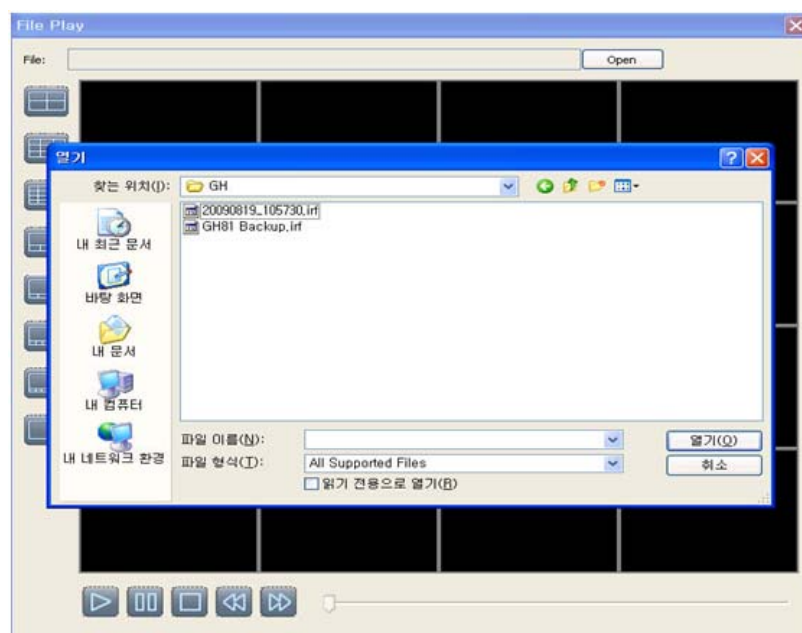 File Play
File:
Open
열기
찾는 위치(I):
GH
20090819_105730.irf
GH81 Backup.irf
내 최근 문서
바탕 화면
내 문서
내 컴퓨터
내 네트워크 환경
파일 이름(N):
열기(O)
파일 형식(T):
All Supported Files
취소
읽기 전용으로 열기(R)